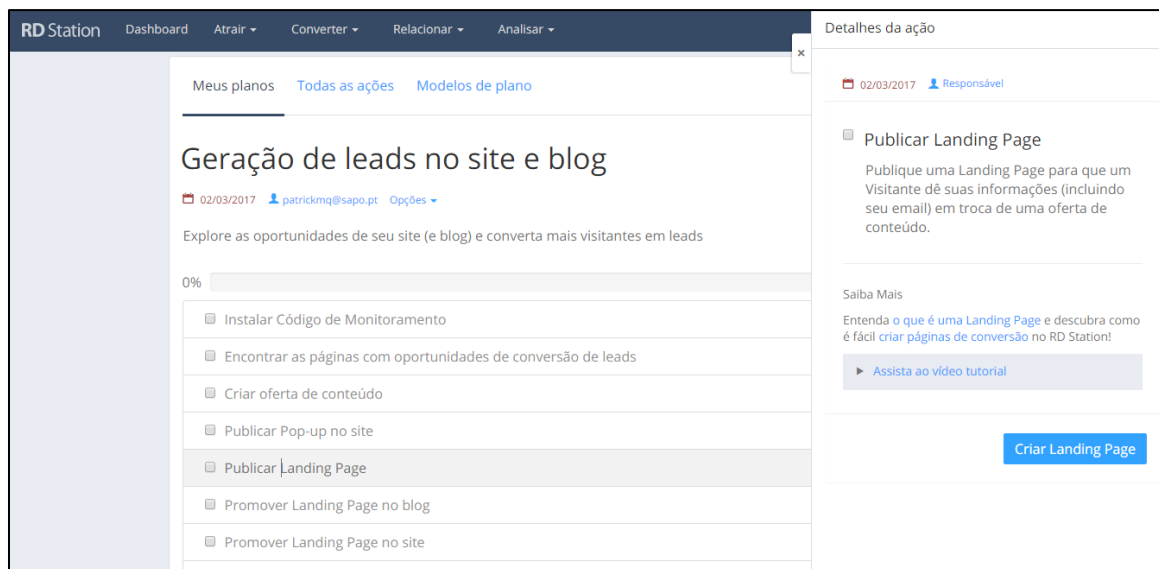 RD Station Dashboard Atrair Converter Relacionar Analisar
Meus planos Todas as ações Modelos de plano
Geração de leads no site e blog
02/03/2017 patrickmq@sapo.pt Opções
Explore as oportunidades de seu site (e blog) e converta mais visitantes em leads
0%
Instalar Código de Monitoramento
Encontrar as páginas com oportunidades de conversão de leads
Criar oferta de conteúdo
Publicar Pop-up no site
Publicar Landing Page
Promover Landing Page no blog
Promover Landing Page no site
×
Detalhes da ação
02/03/2017 Responsável
Publicar Landing Page
Publique uma Landing Page para que um
Visitante dê suas informações (incluindo
seu email) em troca de uma oferta de
conteúdo.
Saiba Mais
Entenda o que é uma Landing Page e descubra como
é fácil criar páginas de conversão no RD Station!
Assista ao vídeo tutorial
Criar Landing Page